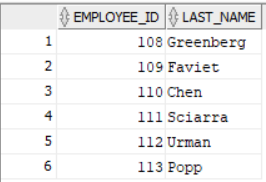 EMPLOYEE_ID LAST_NAME
1 108 Greenberg
2 109 Faviet
3 110 Chen
4 111 Sciarra
5 112 Urman
6 113 Popp